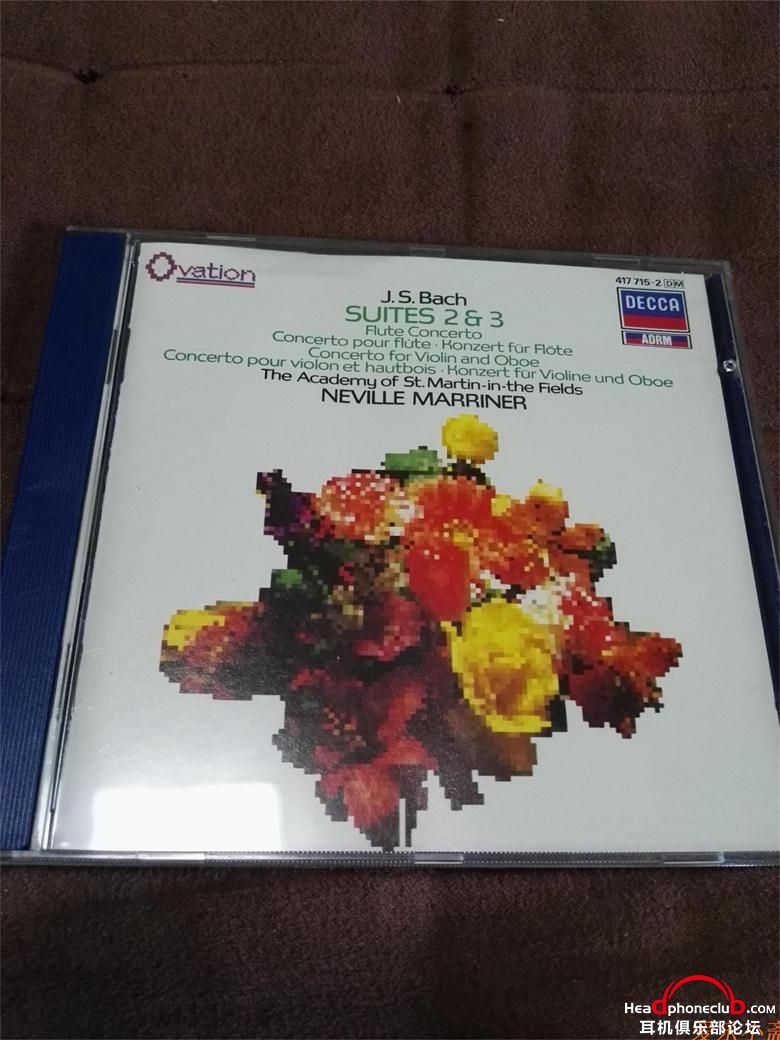 Ovation
417 715-2 DM
J.S. Bach
SUITES 2 & 3
Flute Concerto
Concerto pour flûte · Konzert für Flöte
Concerto for Violin and Oboe
Concerto pour violon et hautbois · Konzert für Violine und Oboe
The Academy of St. Martin-in-the Fields
NEVILLE MARRINER
DECCA
ADRM
HeadphoneclubD.COM
耳机俱乐部论坛